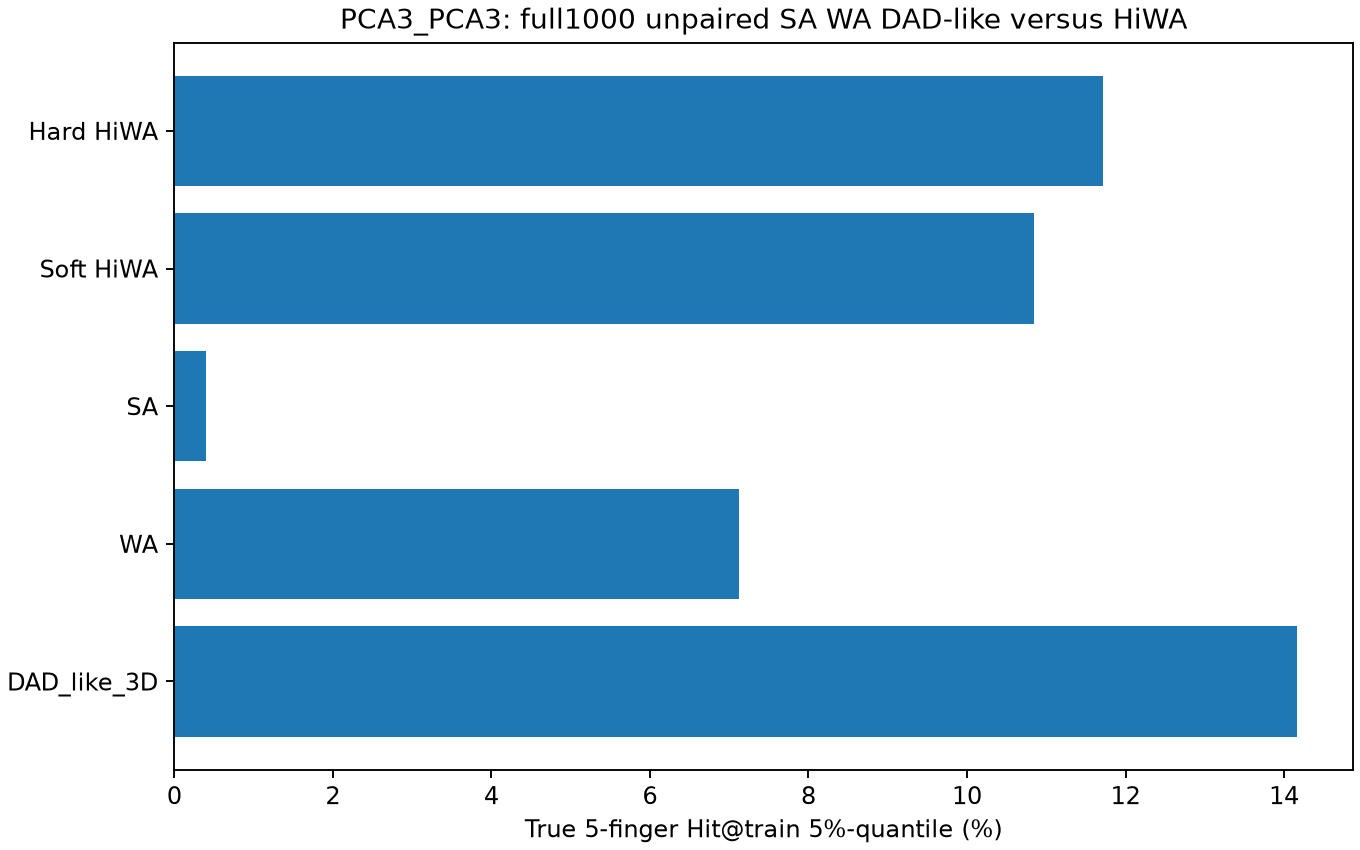 PCA3_PCA3: full1000 unpaired SA WA DAD-like versus HiWA
Hard HiWA
Soft HiWA
SA
WA
DAD_like_3D
0 2 4 6 8 10 12 14
True 5-finger Hit@train 5%-quantile (%)